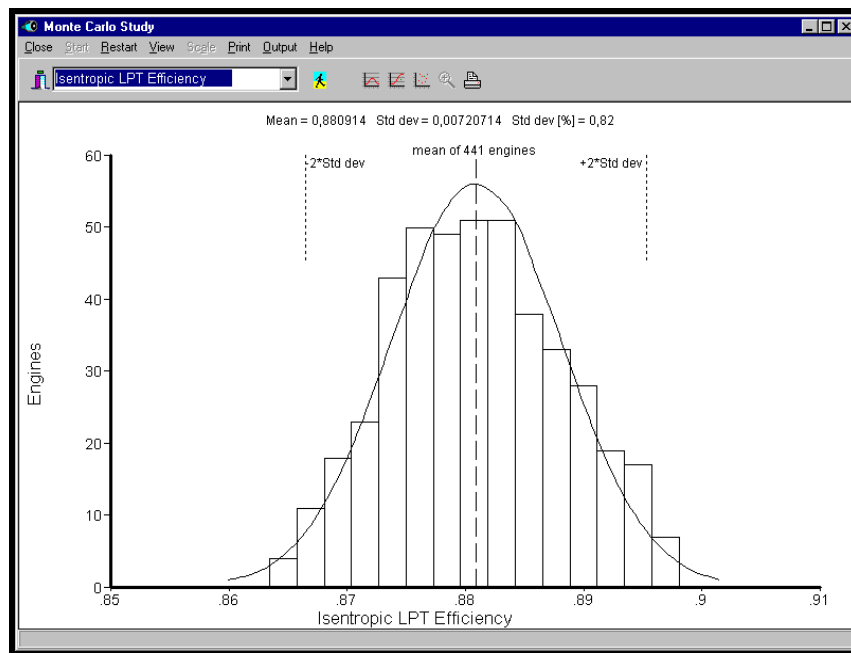 Monte Carlo Study
Close Start Restart View Scale Print Output Help
Isentropic LPT Efficiency
Mean = 0,880914 Std dev = 0,00720714 Std dev [%] = 0,82
mean of 441 engines
-2*Std dev
+2*Std dev
60
50
40
30
20
10
0
Engines
.85 .86 .87 .88 .89 .9 .91
Isentropic LPT Efficiency